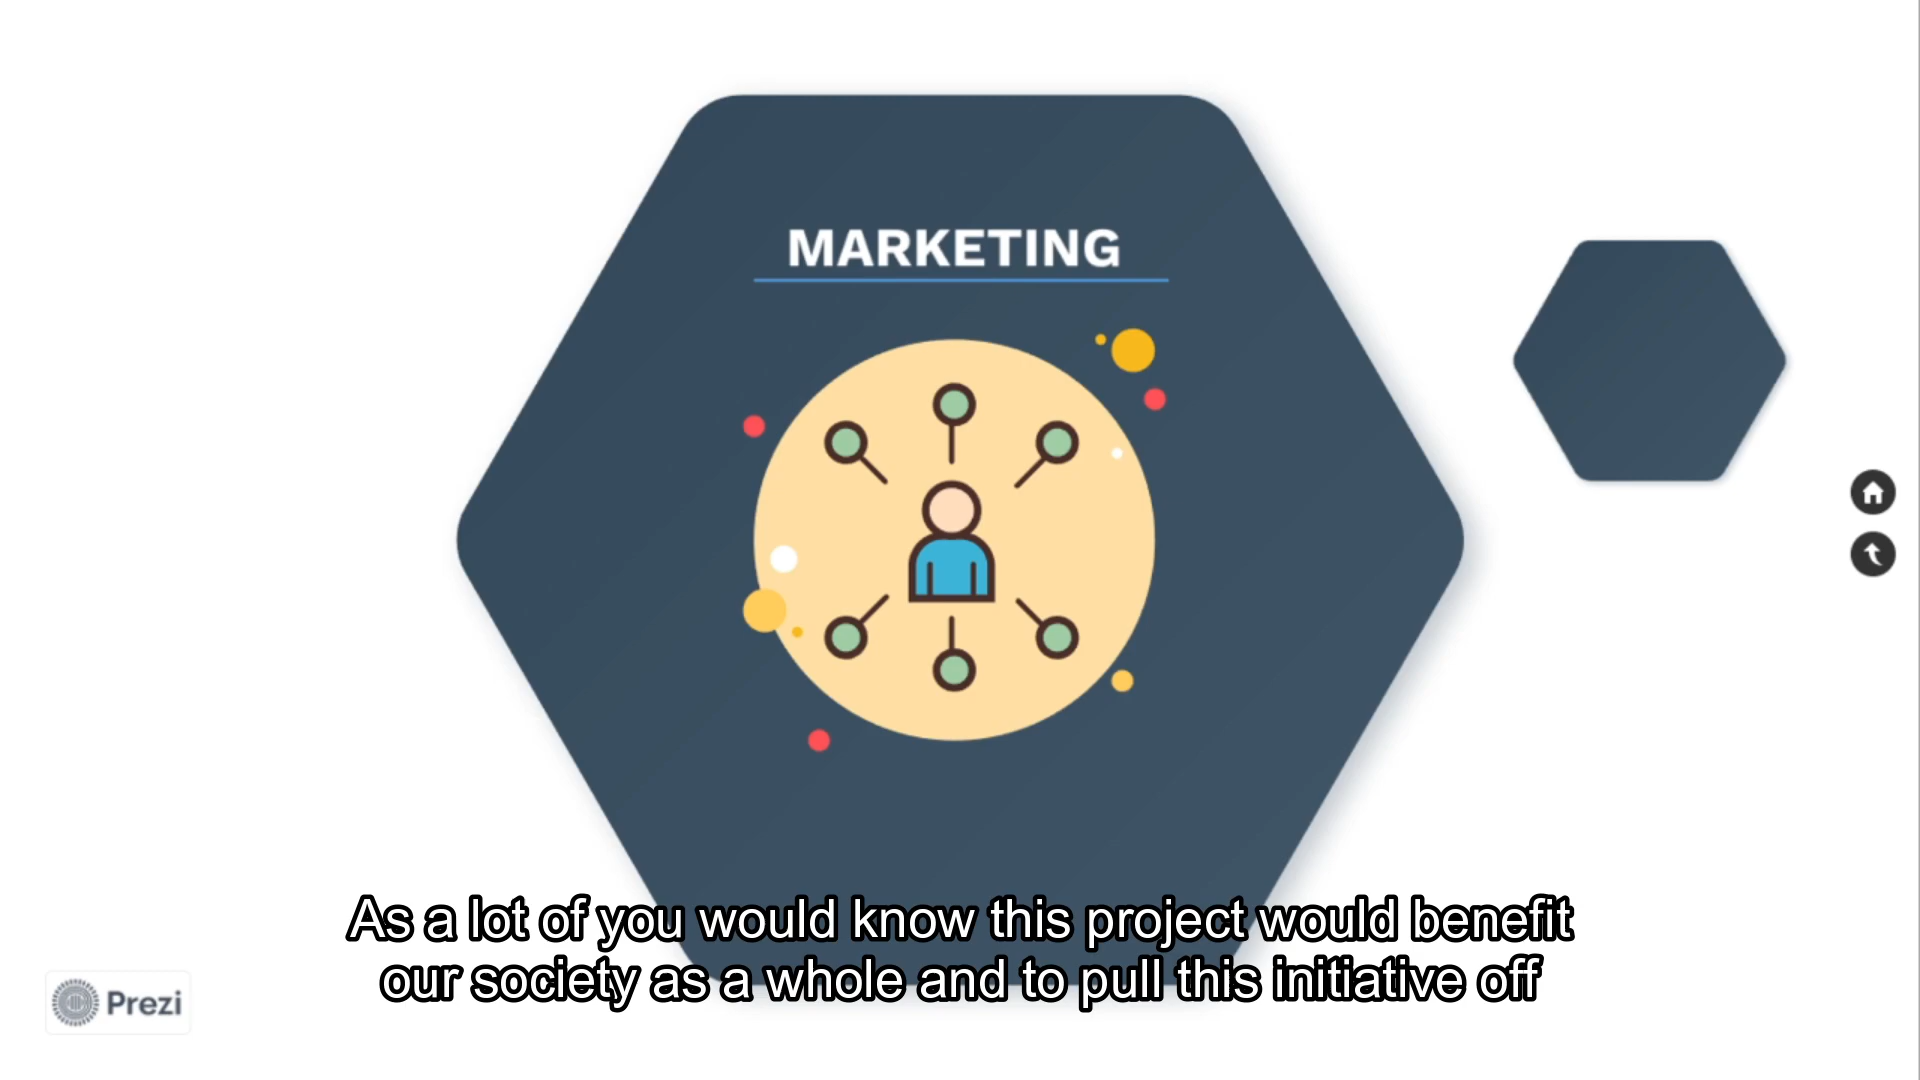 MARKETING
As a lot of you would know this project would benefit
our society as a whole and to pull this initiative off
Prezi